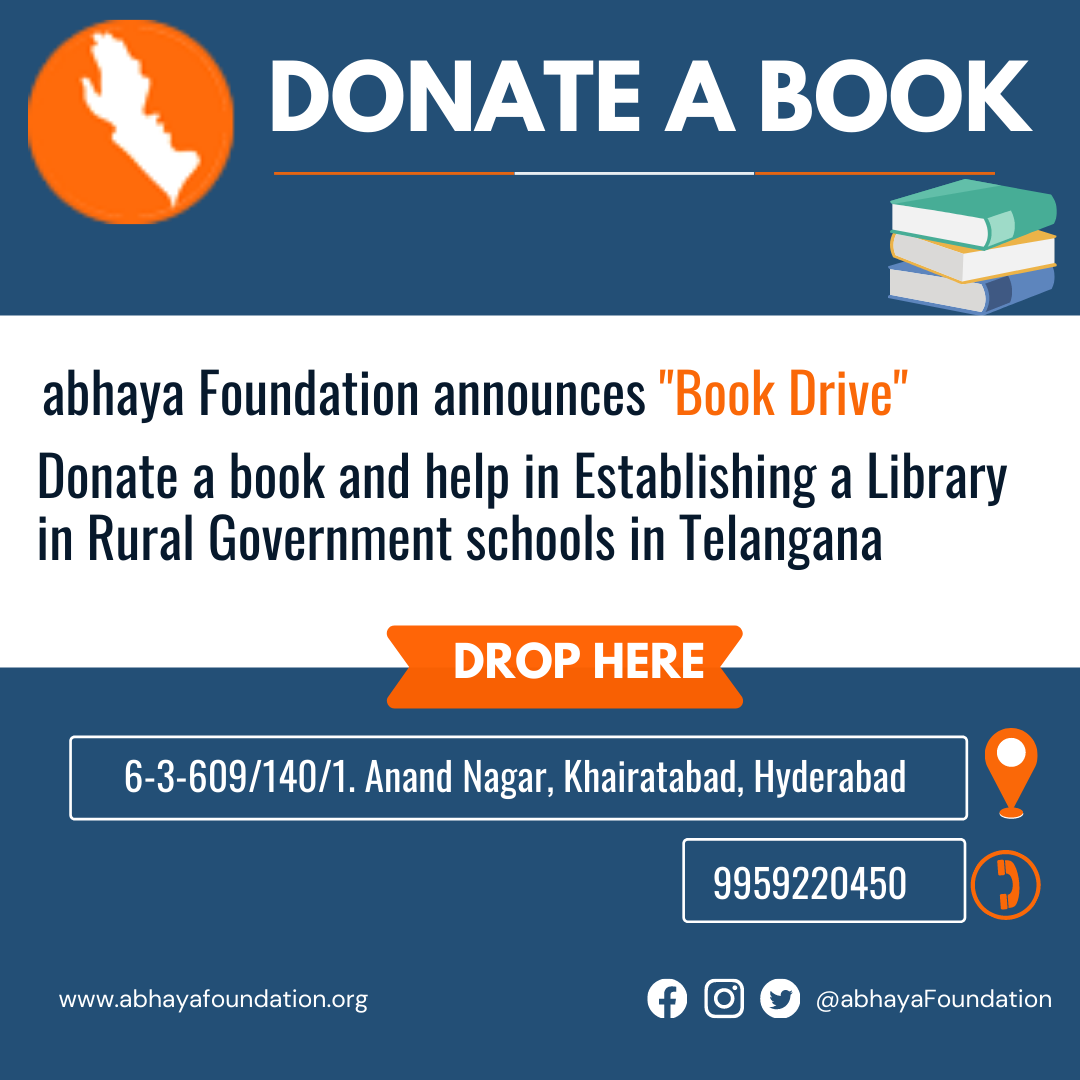 DONATE A BOOK
abhaya Foundation announces "Book Drive"
Donate a book and help in Establishing a Library
in Rural Government schools in Telangana
DROP HERE
6-3-609/140/1. Anand Nagar, Khairatabad, Hyderabad
9959220450
www.abhayafoundation.org
@abhayaFoundation